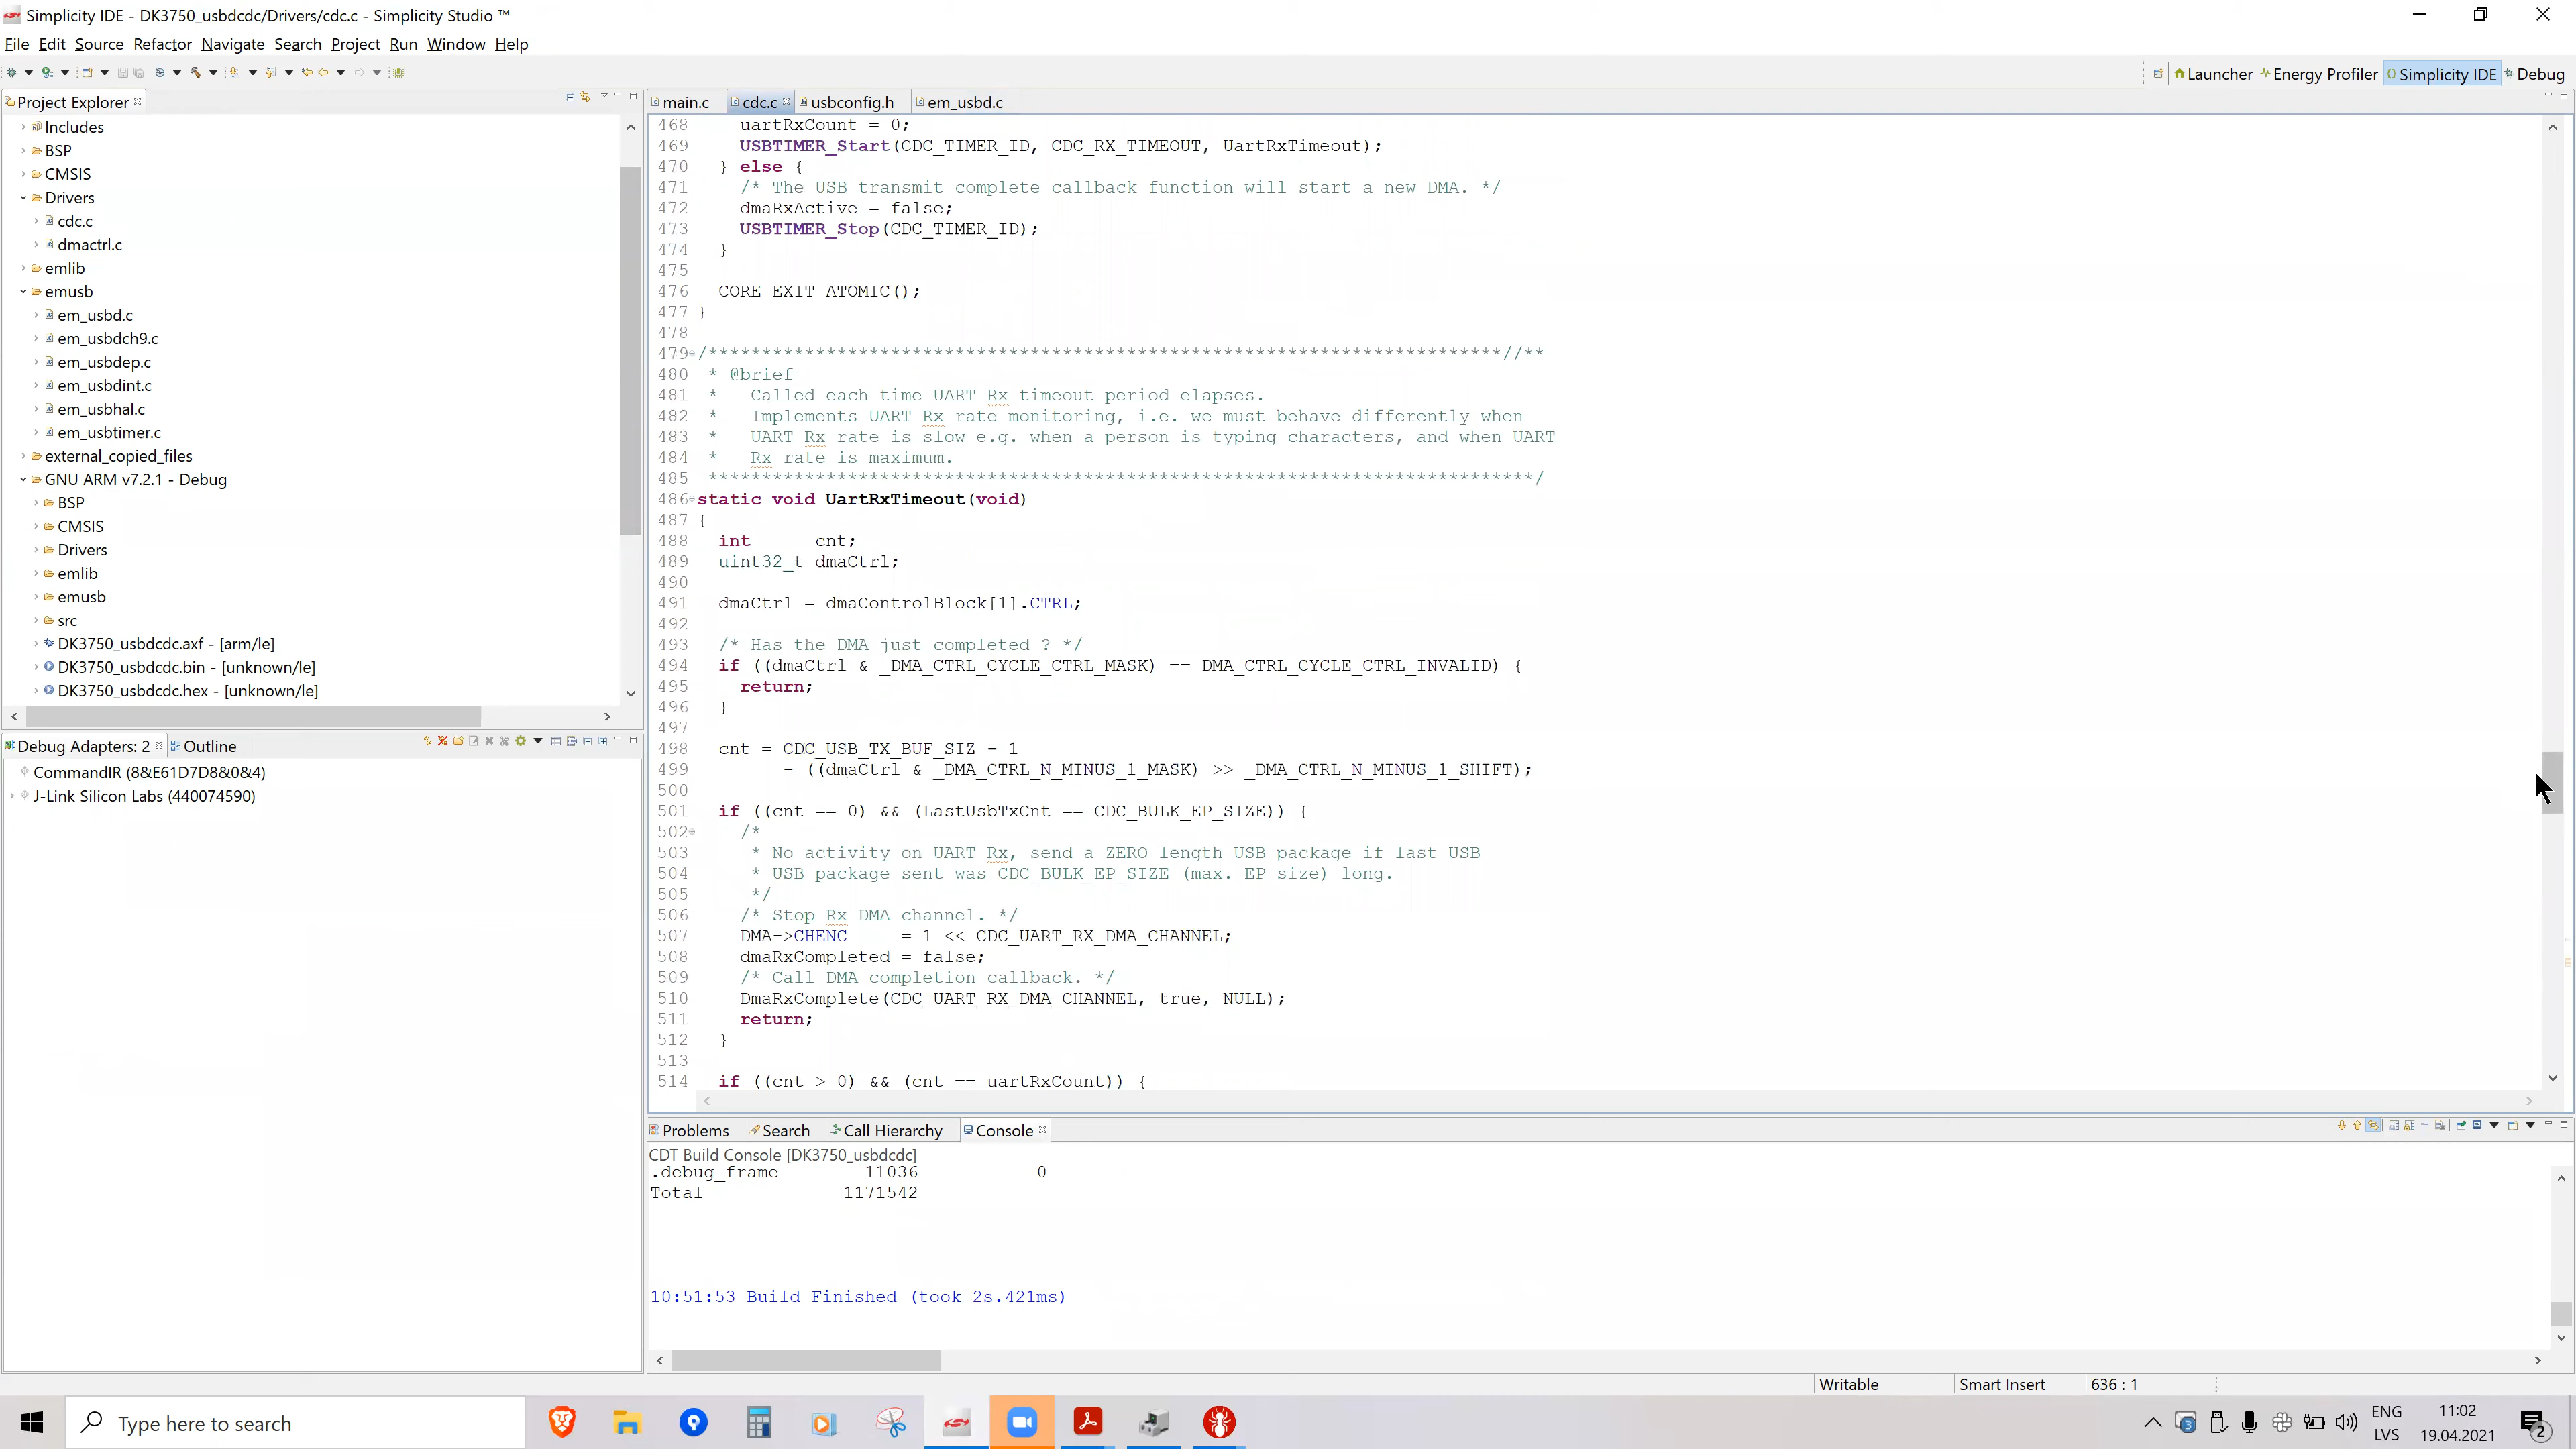 Simplicity IDE - DK3750_usbdcdc/Drivers/cdc.c - Simplicity Studio ™
File Edit Source Refactor Navigate Search Project Run Window Help
Launcher Energy Profiler Simplicity IDE Debug
Project Explorer
Includes
BSP
CMSIS
Drivers
cdc.c
dmactrl.c
emlib
emusb
em_usbd.c
em_usbdch9.c
em_usbdep.c
em_usbdint.c
em_usbhal.c
em_usbtimer.c
external_copied_files
GNU ARM v7.2.1 - Debug
BSP
CMSIS
Drivers
emlib
emusb
src
DK3750_usbdcdc.axf - [arm/le]
DK3750_usbdcdc.bin - [unknown/le]
DK3750_usbdcdc.hex - [unknown/le]
Debug Adapters: 2 Outline
CommandIR (8&E61D7D8&0&4)
J-Link Silicon Labs (440074590)
main.c cdc.c usbconfig.h em_usbd.c
468 uartRxCount = 0;
469 USBTIMER_Start(CDC_TIMER_ID, CDC_RX_TIMEOUT, UartRxTimeout);
470 } else {
471 /* The USB transmit complete callback function will start a new DMA. */
472 dmaRxActive = false;
473 USBTIMER_Stop(CDC_TIMER_ID);
474 }
475
476 CORE_EXIT_ATOMIC();
477 }
478
479 /**************************************************************************//**
480 * @brief
481 * Called each time UART Rx timeout period elapses.
482 * Implements UART Rx rate monitoring, i.e. we must behave differently when
483 * UART Rx rate is slow e.g. when a person is typing characters, and when UART
484 * Rx rate is maximum.
485 *****************************************************************************/
486 static void UartRxTimeout(void)
487 {
488 int cnt;
489 uint32_t dmaCtrl;
490
491 dmaCtrl = dmaControlBlock[1].CTRL;
492
493 /* Has the DMA just completed ? */
494 if ((dmaCtrl & _DMA_CTRL_CYCLE_CTRL_MASK) == DMA_CTRL_CYCLE_CTRL_INVALID) {
495 return;
496 }
497
498 cnt = CDC_USB_TX_BUF_SIZ - 1
499 - ((dmaCtrl & _DMA_CTRL_N_MINUS_1_MASK) >> _DMA_CTRL_N_MINUS_1_SHIFT);
500
501 if ((cnt == 0) && (LastUsbTxCnt == CDC_BULK_EP_SIZE)) {
502 /*
503 * No activity on UART Rx, send a ZERO length USB package if last USB
504 * USB package sent was CDC_BULK_EP_SIZE (max. EP size) long.
505 */
506 /* Stop Rx DMA channel. */
507 DMA->CHENC = 1 << CDC_UART_RX_DMA_CHANNEL;
508 dmaRxCompleted = false;
509 /* Call DMA completion callback. */
510 DmaRxComplete(CDC_UART_RX_DMA_CHANNEL, true, NULL);
511 return;
512 }
513
514 if ((cnt > 0) && (cnt == uartRxCount)) {
Problems Search Call Hierarchy Console
CDT Build Console [DK3750_usbdcdc]
.debug_frame 11036 0
Total 1171542
10:51:53 Build Finished (took 2s.421ms)
Writable Smart Insert 636 : 1
Type here to search
3
ENG
LVS
11:02
19.04.2021
2